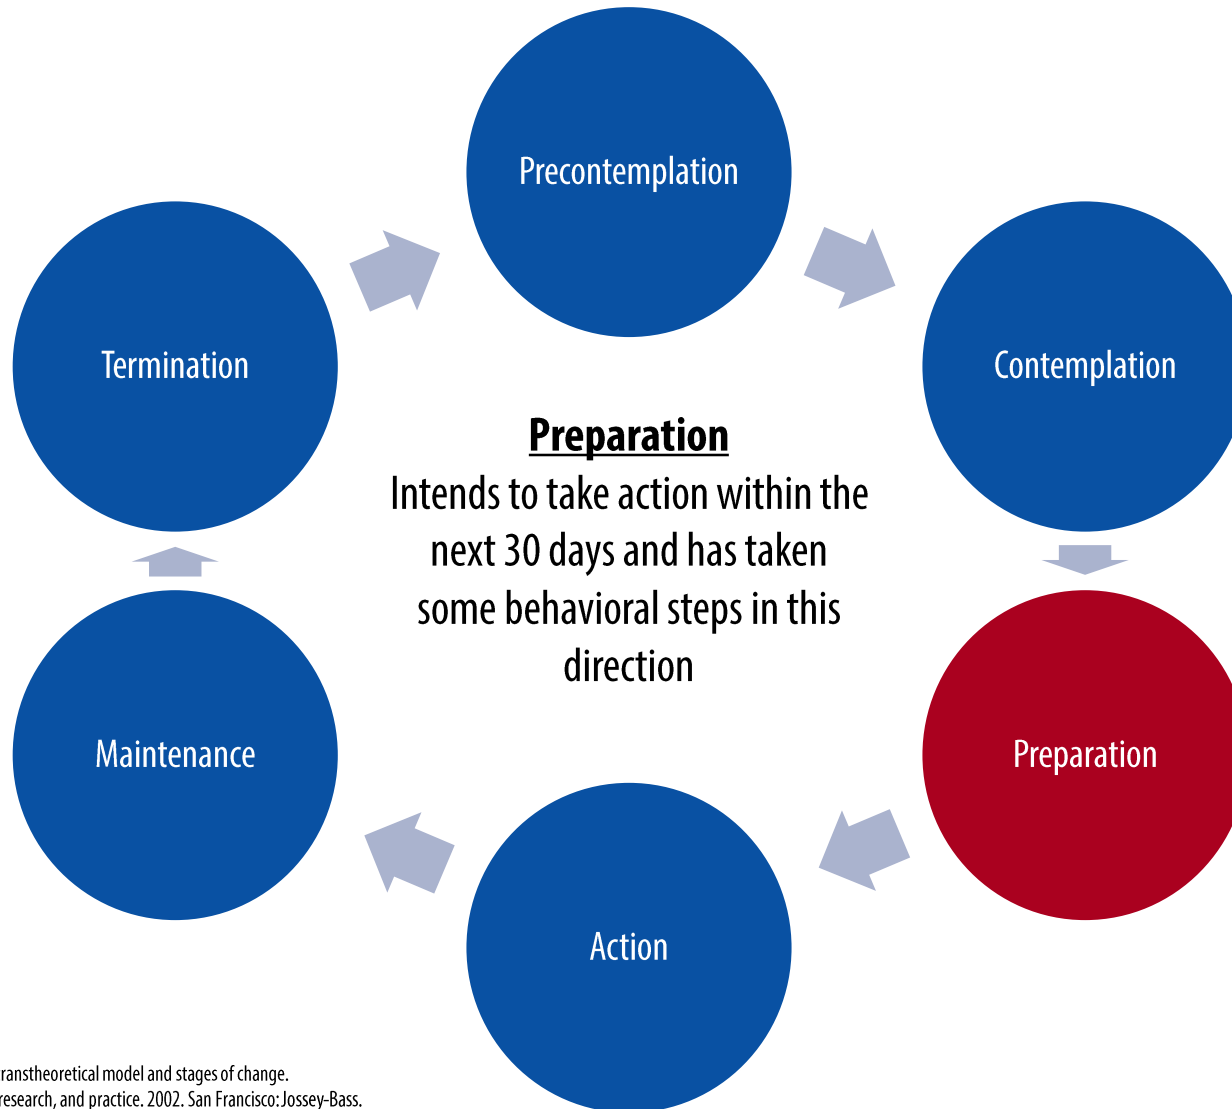 Precontemplation
Termination
Contemplation
Preparation
Intends to take action within the
next 30 days and has taken
some behavioral steps in this
direction
Maintenance
Preparation
Action
transtheoretical model and stages of change.
research, and practice. 2002. San Francisco: Jossey-Bass.